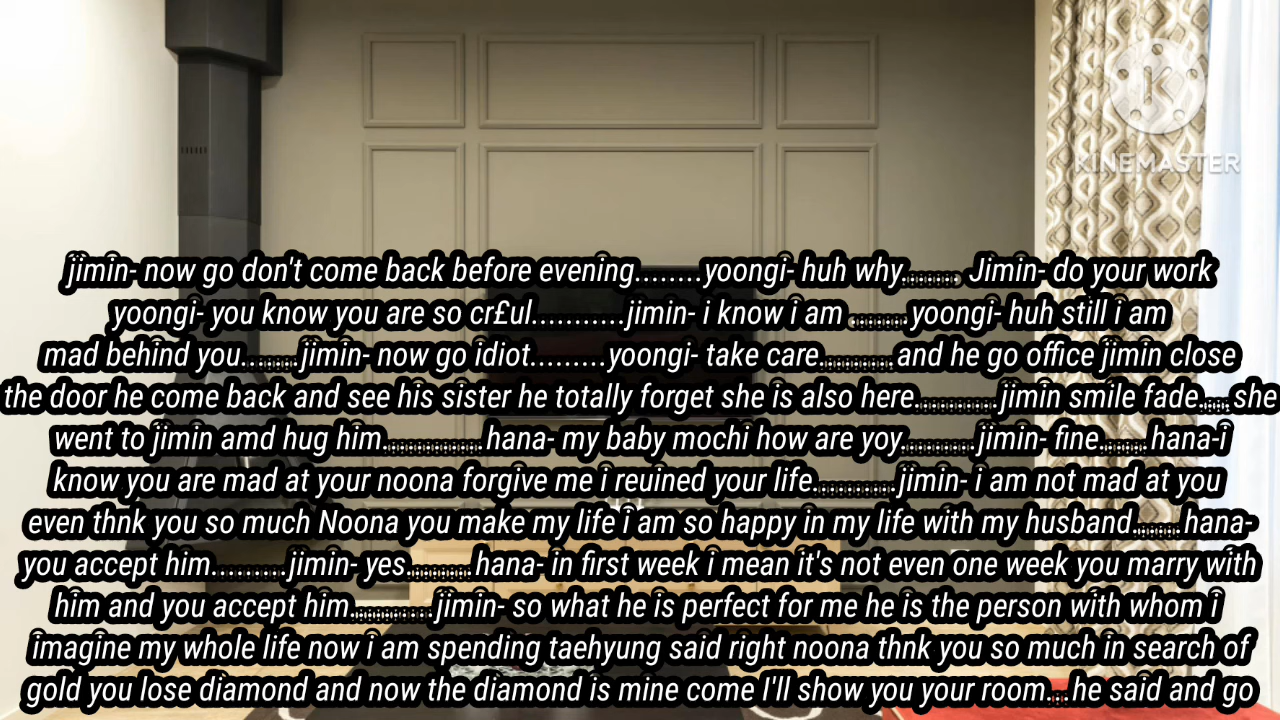 KINEMASTER
jimin- now go don't come back before evening........yoongi- huh why........ Jimin- do your work
yoongi- you know you are so cr£ul...........jimin- i know i am ........yoongi- huh still i am
mad behind you........jimin- now go idiot.........yoongi- take care..........and he go office jimin close
the door he come back and see his sister he totally forget she is also here...........jimin smile fade.....she
went to jimin amd hug him..............hana- my baby mochi how are yoy..........jimin- fine.......hana-i
know you are mad at your noona forgive me i reuined your life...........jimin- i am not mad at you
even thnk you so much Noona you make my life i am so happy in my life with my husband.......hana-
you accept him..........jimin- yes.........hana- in first week i mean it's not even one week you marry with
him and you accept him...........jimin- so what he is perfect for me he is the person with whom i
imagine my whole life now i am spending taehyung said right noona thnk you so much in search of
gold you lose diamond and now the diamond is mine come I'll show you your room....he said and go